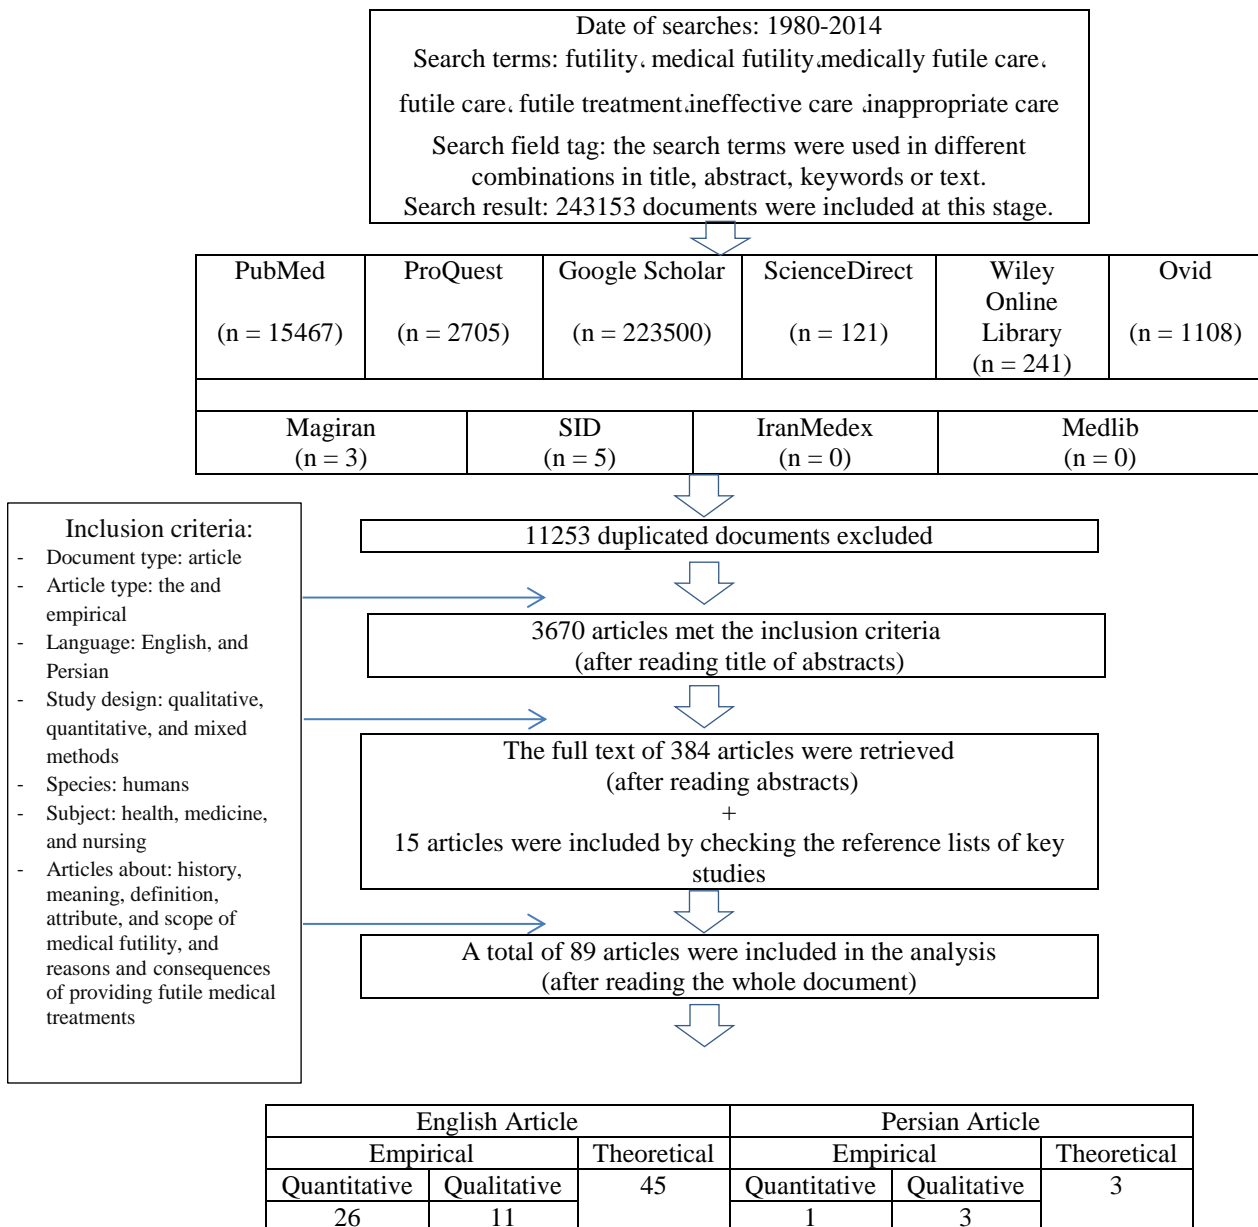 Date of searches: 1980-2014
Search terms: futility، medical futility،medically futile care،
futile care، futile treatment،ineffective care ،inappropriate care
Search field tag: the search terms were used in different
combinations in title, abstract, keywords or text.
Search result: 243153 documents were included at this stage.
PubMed
(n = 15467)
ProQuest
(n = 2705)
Google Scholar
(n = 223500)
ScienceDirect
(n = 121)
Wiley
Online
Library
(n = 241)
Ovid
(n = 1108)
Magiran
(n = 3)
SID
(n = 5)
IranMedex
(n = 0)
Medlib
(n = 0)
11253 duplicated documents excluded
Inclusion criteria:
- Document type: article
- Article type: the and
empirical
- Language: English, and
Persian
- Study design: qualitative,
quantitative, and mixed
methods
- Species: humans
- Subject: health, medicine,
and nursing
- Articles about: history,
meaning, definition,
attribute, and scope of
medical futility, and
reasons and consequences
of providing futile medical
treatments
3670 articles met the inclusion criteria
(after reading title of abstracts)
The full text of 384 articles were retrieved
(after reading abstracts)
+
15 articles were included by checking the reference lists of key
studies
A total of 89 articles were included in the analysis
(after reading the whole document)
English Article
Persian Article
Empirical
Theoretical
Empirical
Theoretical
Quantitative
Qualitative
45
Quantitative
Qualitative
3
26
11
1
3